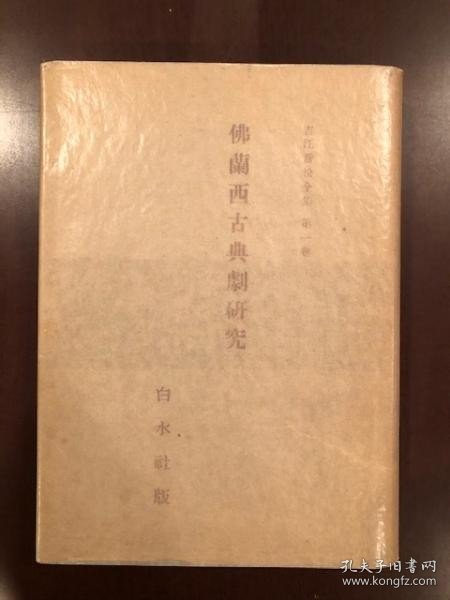 吉江喬松全集 第一巻
佛蘭西古典劇研究
白水社版
孔夫子旧书网
www.kongfz.com